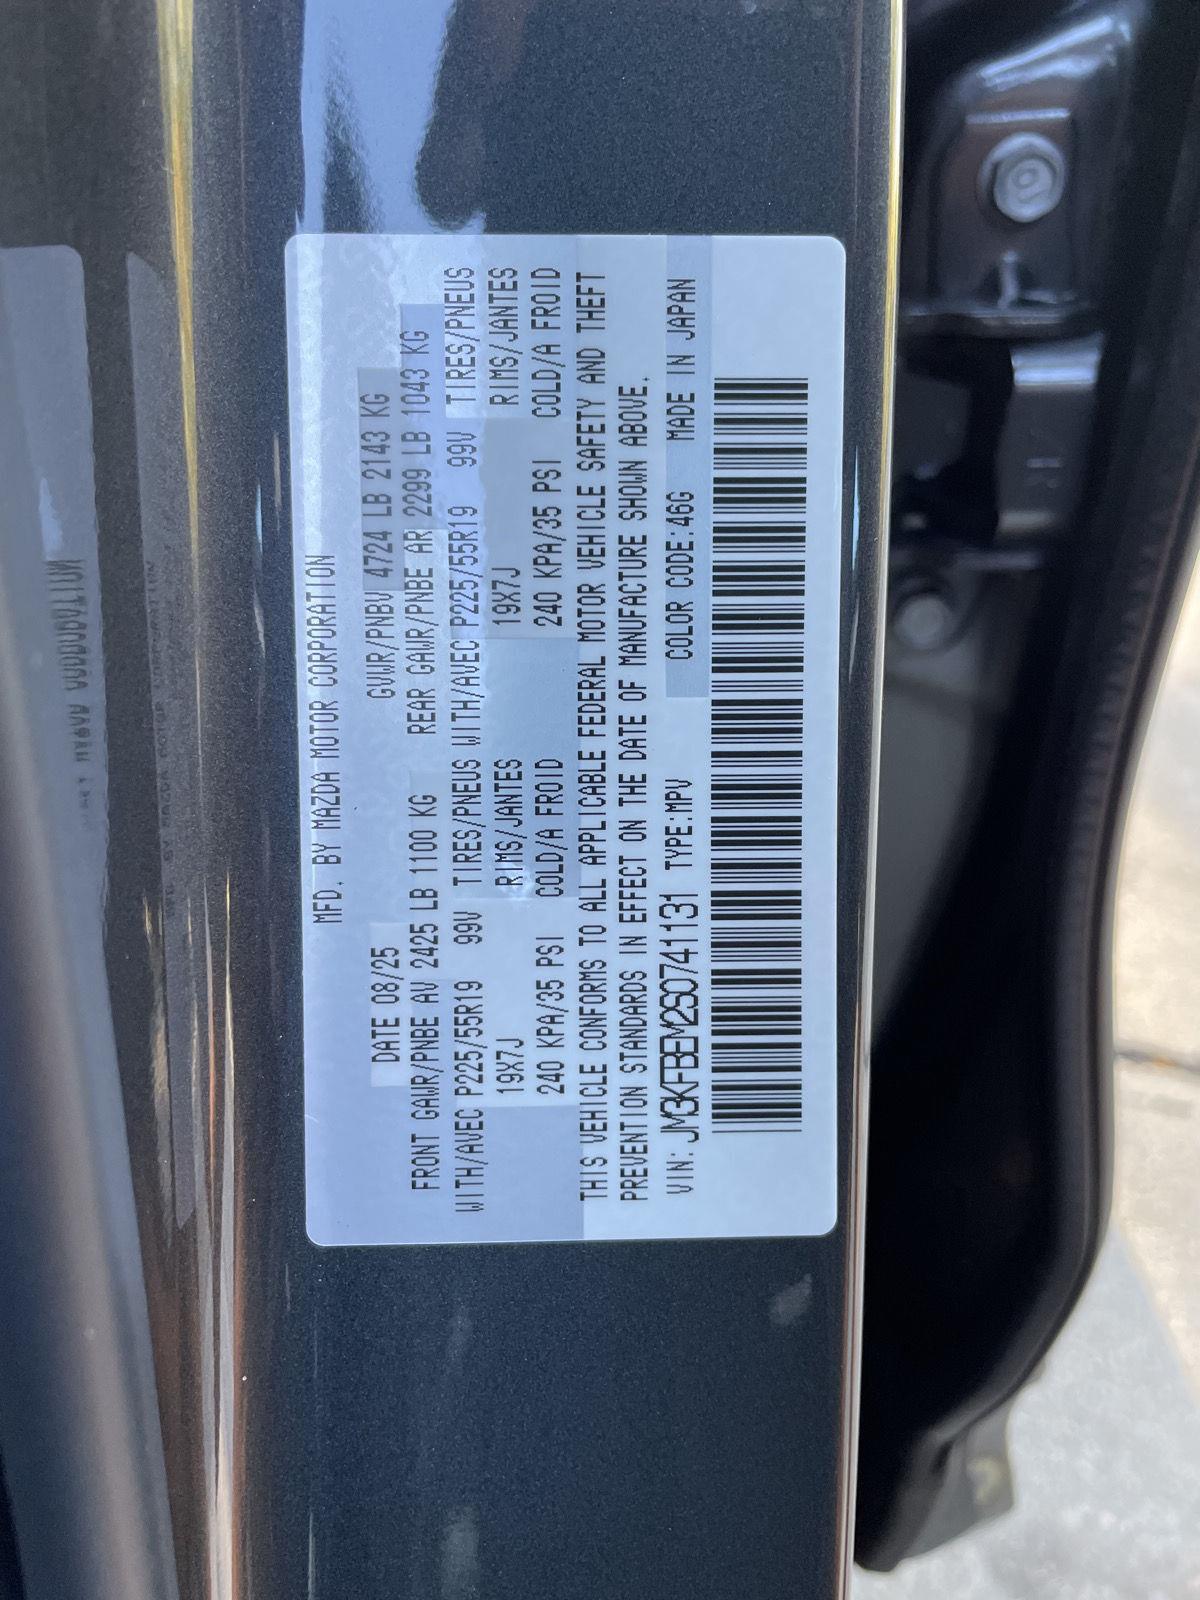 MFD. BY MAZDA MOTOR CORPORATION
DATE 08/25 GVWR/PNBV 4724 LB 2143 KG
FRONT GAWR/PNBE AV 2425 LB 1100 KG REAR GAWR/PNBE AR 2299 LB 1043 KG
WITH/AVEC P225/55R19 99V TIRES/PNEUS WITH/AVEC P225/55R19 99V TIRES/PNEUS
19X7J RIMS/JANTES 19X7J RIMS/JANTES
240 KPA/35 PSI COLD/A FROID 240 KPA/35 PSI COLD/A FROID
THIS VEHICLE CONFORMS TO ALL APPLICABLE FEDERAL MOTOR VEHICLE SAFETY AND THEFT
PREVENTION STANDARDS IN EFFECT ON THE DATE OF MANUFACTURE SHOWN ABOVE.
VIN: JM3KFBEM2S0741131 TYPE:MPV COLOR CODE:46G MADE IN JAPAN